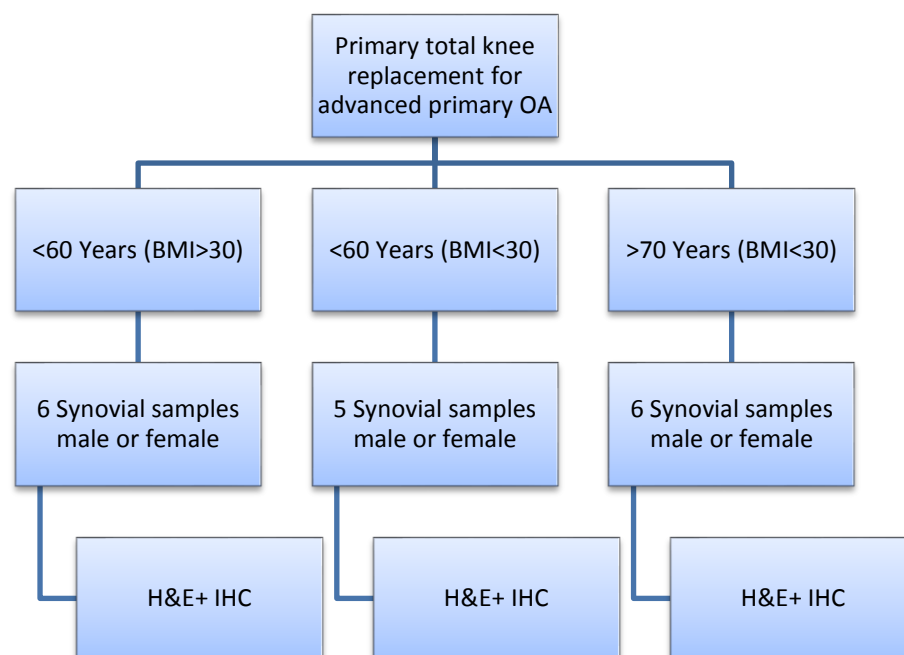 Primary total knee
replacement for
advanced primary OA
<60 Years (BMI>30)
<60 Years (BMI<30)
>70 Years (BMI<30)
6 Synovial samples
male or female
5 Synovial samples
male or female
6 Synovial samples
male or female
H&E+ IHC
H&E+ IHC
H&E+ IHC